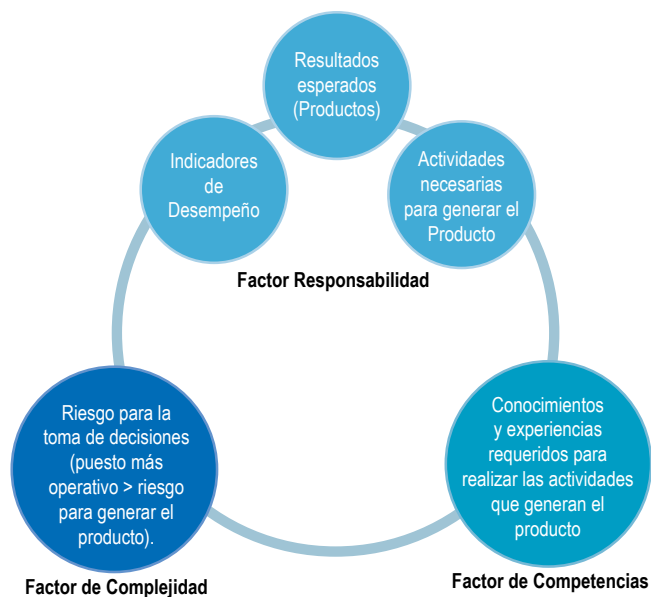 Resultados
esperados
(Productos)
Indicadores
de
Desempeño
Actividades
necesarias
para generar el
Producto
Factor Responsabilidad
Riesgo para la
toma de decisiones
(puesto más
operativo > riesgo
para generar el
producto).
Factor de Complejidad
Conocimientos
y experiencias
requeridos para
realizar las actividades
que generan el
producto
Factor de Competencias